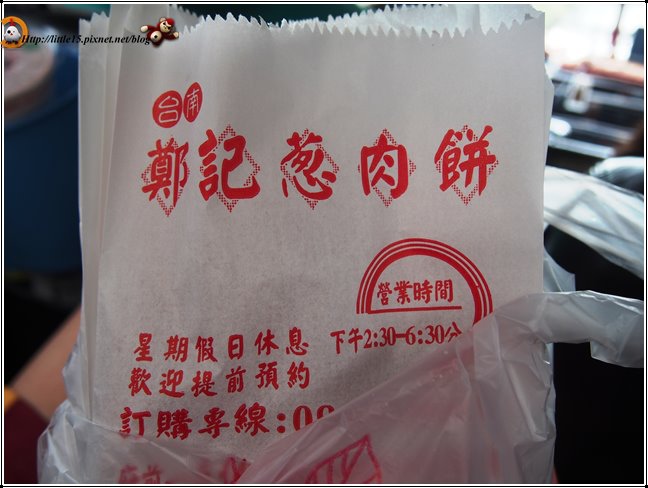 Http://little15.pixnet.net/blog
台南
鄭記葱肉餅
營業時間
下午2:30-6:30分
星期假日休息
歡迎提前預約
訂購專線:0